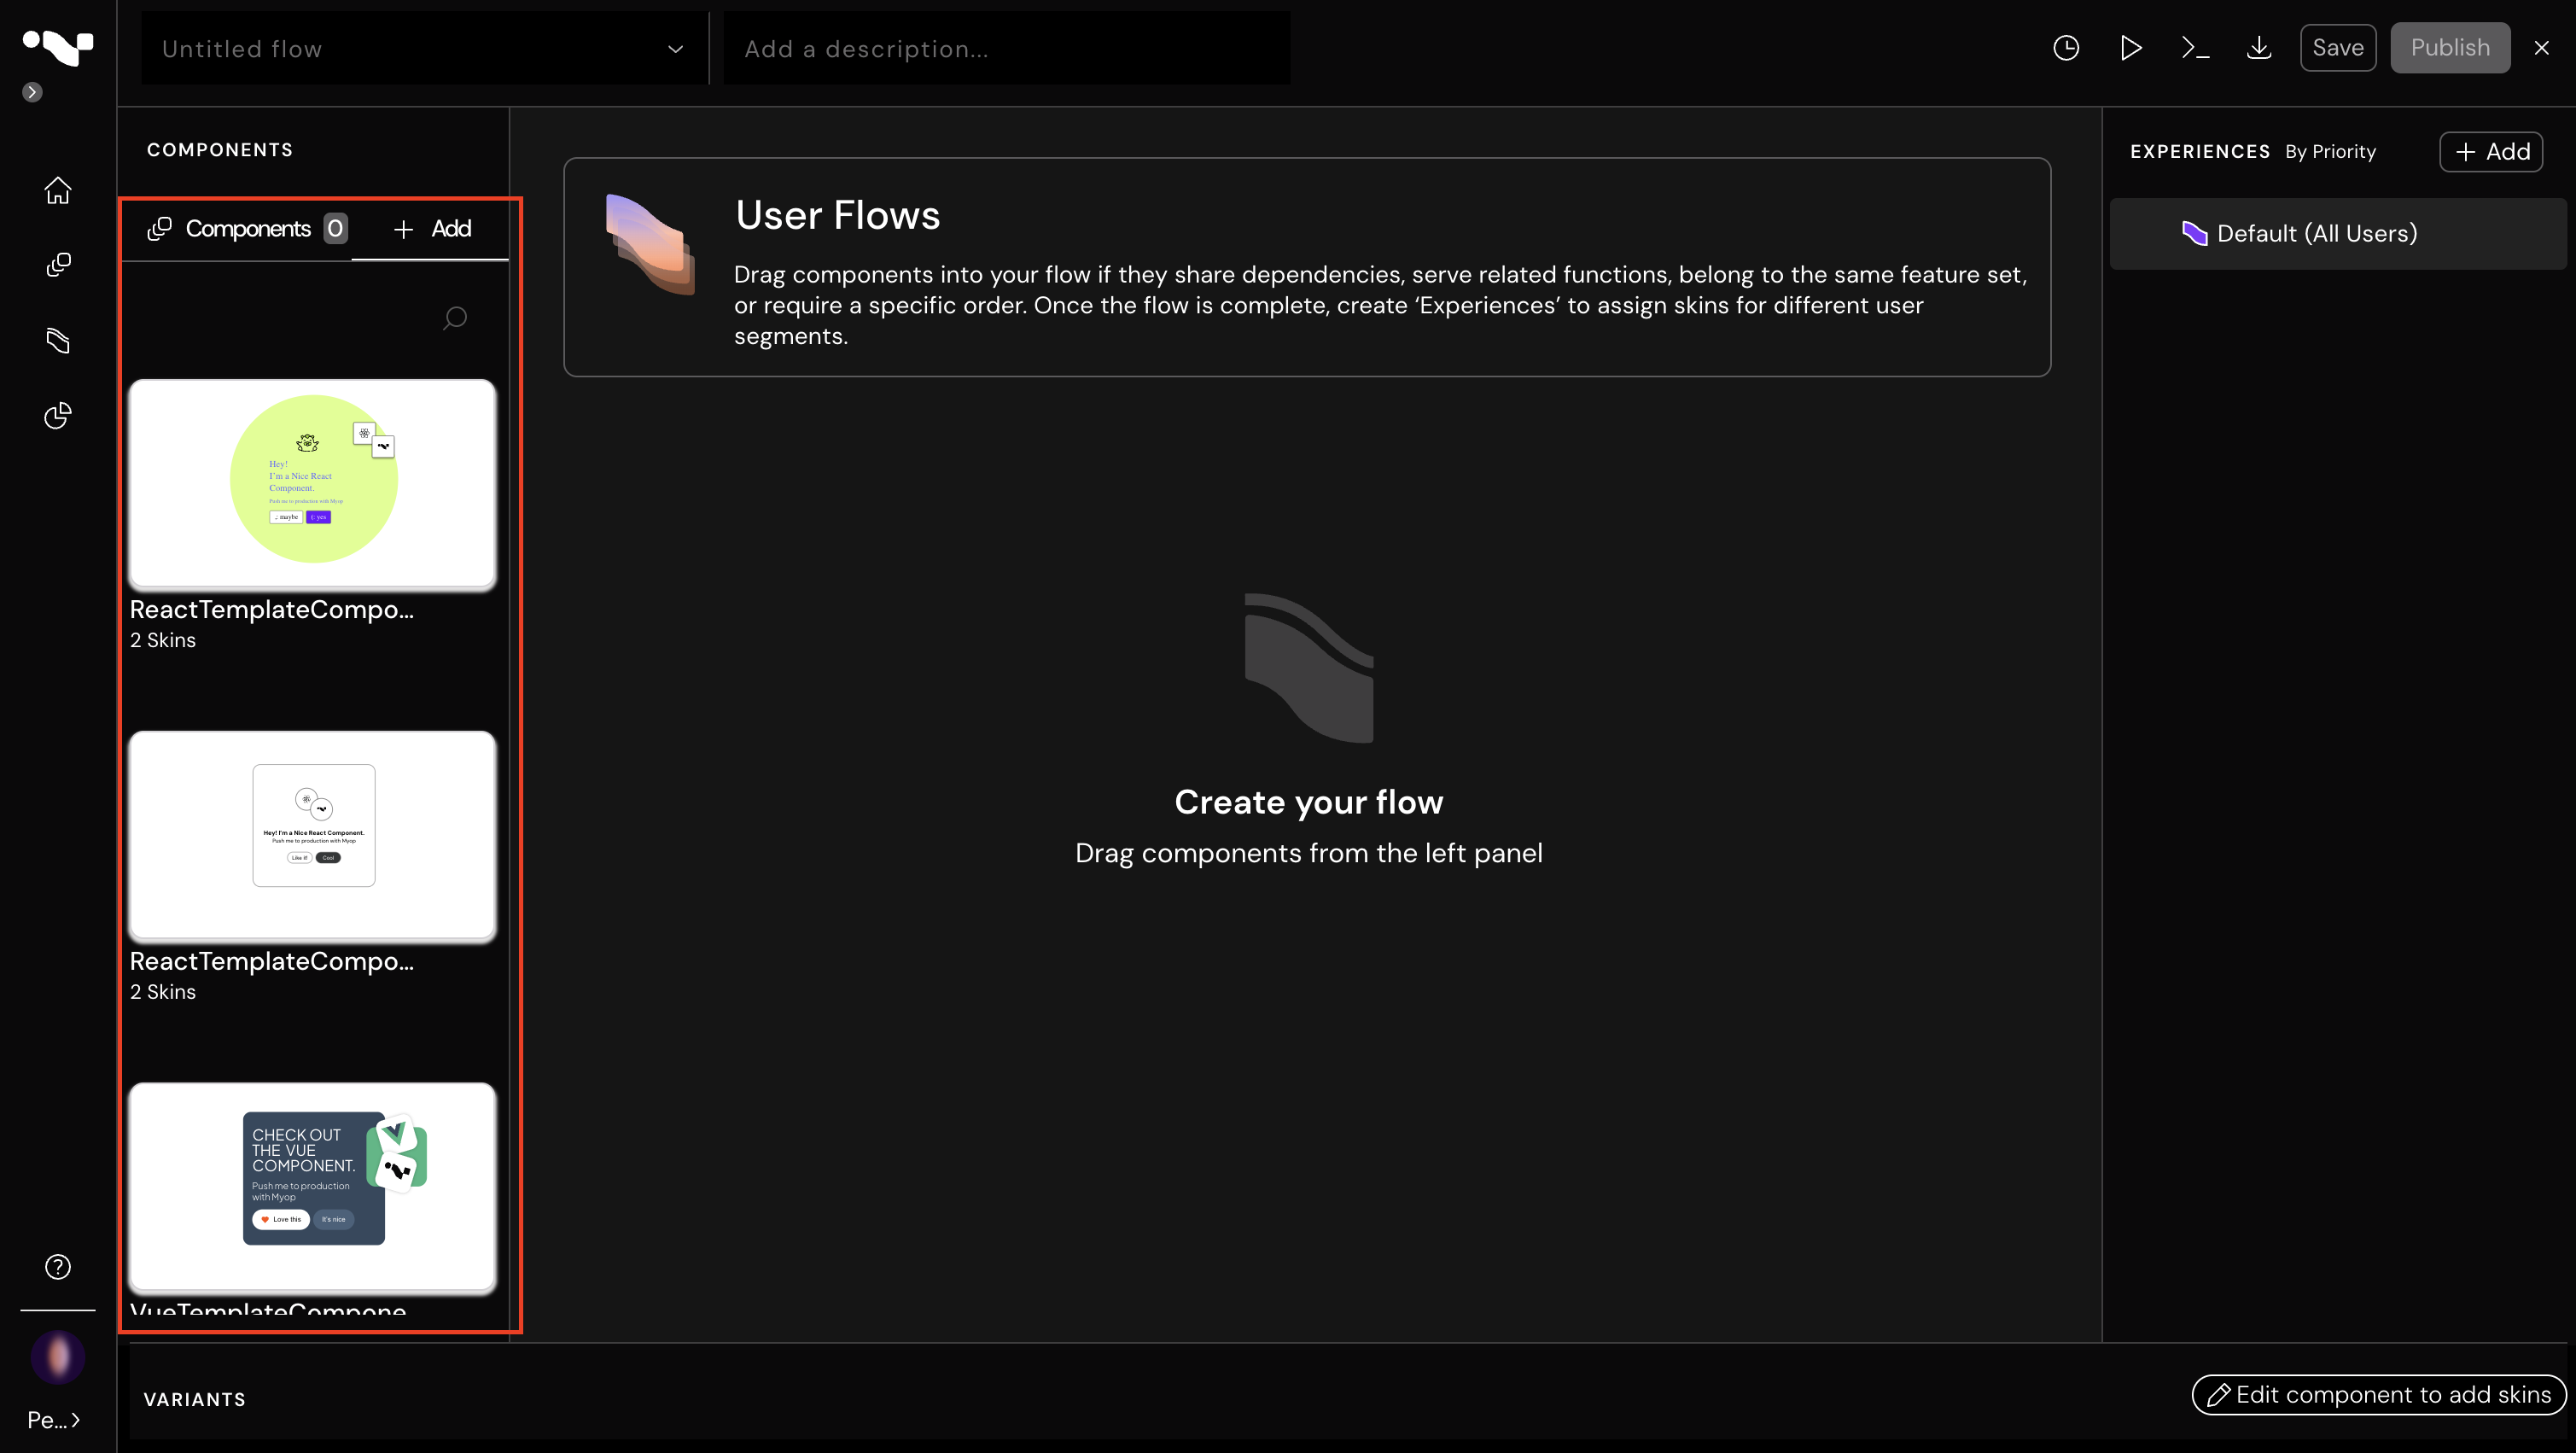 Untitled flow
Add a description...
Save
Publish
COMPONENTS
Components 0
+ Add
Hey!
I'm a Nice React
Component.
Push me to production with Myop
:. maybe
(: yes
ReactTemplateCompo...
2 Skins
Hey! I'm a Nice React Component.
Push me to production with Myop
Like it!
Cool
ReactTemplateCompo...
2 Skins
CHECK OUT
THE VUE
COMPONENT.
Push me to production
with Myop
Love this
It's nice
VueTemplateCompone
User Flows
Drag components into your flow if they share dependencies, serve related functions, belong to the same feature set,
or require a specific order. Once the flow is complete, create ‘Experiences’ to assign skins for different user
segments.
Create your flow
Drag components from the left panel
EXPERIENCES By Priority
+ Add
Default (All Users)
VARIANTS
Edit component to add skins
Pe...